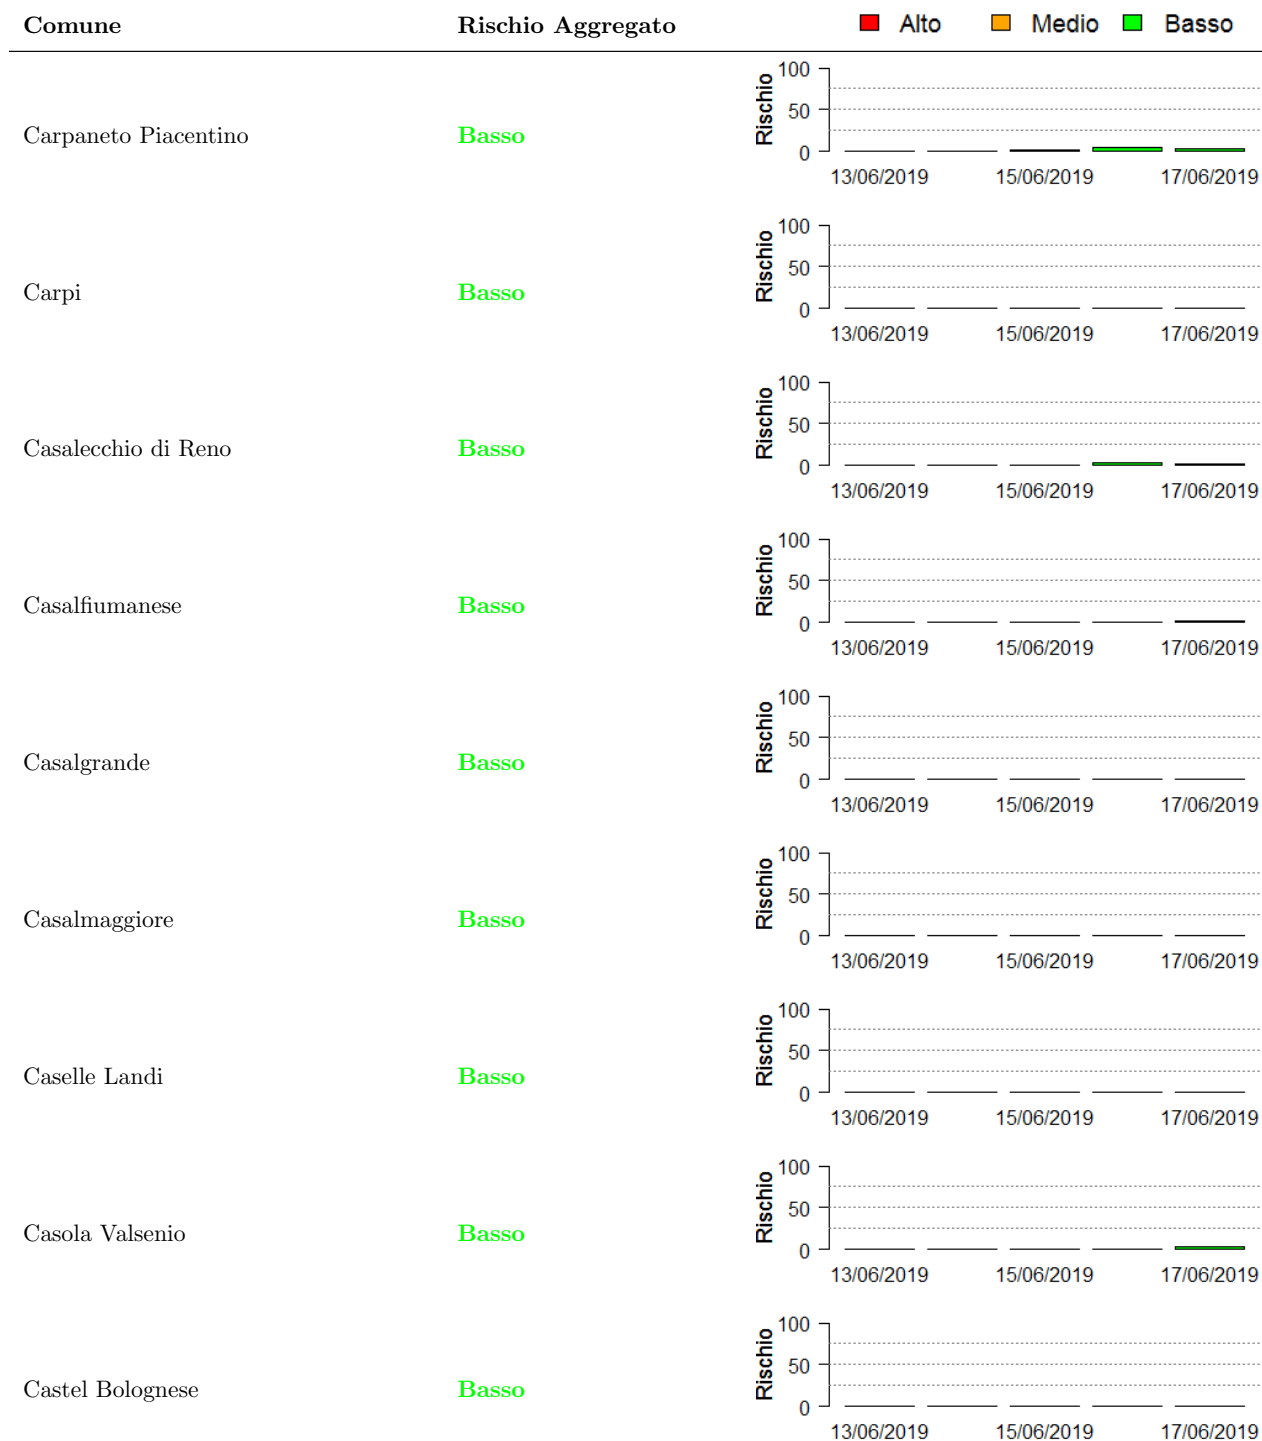 Comune Rischio Aggregato Alto Medio Basso
Carpaneto Piacentino Basso
Rischio
100
50
0
13/06/2019 15/06/2019 17/06/2019
Carpi Basso
Rischio
100
50
0
13/06/2019 15/06/2019 17/06/2019
Casalecchio di Reno Basso
Rischio
100
50
0
13/06/2019 15/06/2019 17/06/2019
Casalfiumanese Basso
Rischio
100
50
0
13/06/2019 15/06/2019 17/06/2019
Casalgrande Basso
Rischio
100
50
0
13/06/2019 15/06/2019 17/06/2019
Casalmaggiore Basso
Rischio
100
50
0
13/06/2019 15/06/2019 17/06/2019
Caselle Landi Basso
Rischio
100
50
0
13/06/2019 15/06/2019 17/06/2019
Casola Valsenio Basso
Rischio
100
50
0
13/06/2019 15/06/2019 17/06/2019
Castel Bolognese Basso
Rischio
100
50
0
13/06/2019 15/06/2019 17/06/2019